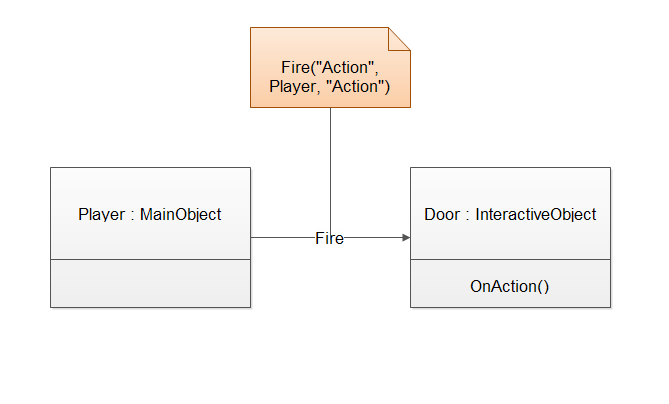 Fire("Action",
Player, "Action")
Player : MainObject
Fire
Door : InteractiveObject
OnAction()